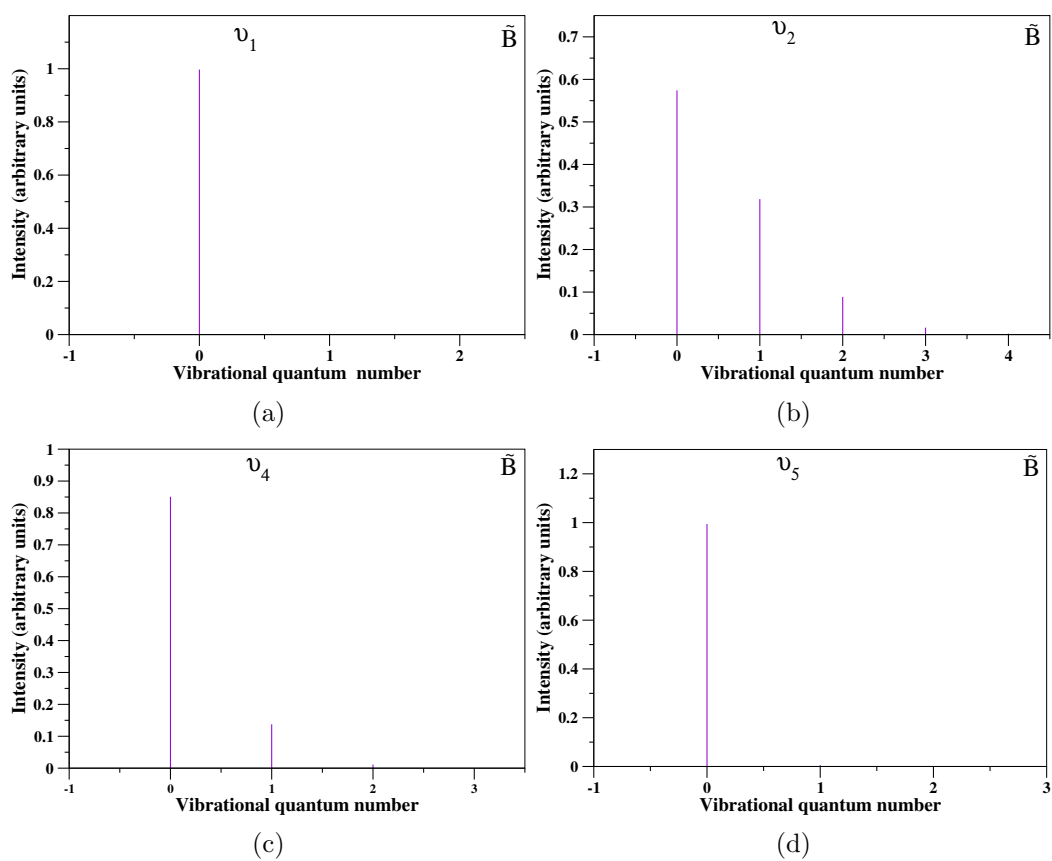 υ1
B̃
Intensity (arbitrary units)
1
0.8
0.6
0.4
0.2
0
-1 0 1 2
Vibrational quantum number
(a)
υ2
B̃
Intensity (arbitrary units)
0.7
0.6
0.5
0.4
0.3
0.2
0.1
0
-1 0 1 2 3 4
Vibrational quantum number
(b)
υ4
B̃
Intensity (arbitrary units)
1
0.9
0.8
0.7
0.6
0.5
0.4
0.3
0.2
0.1
0
-1 0 1 2 3
Vibrational quantum number
(c)
υ5
B̃
Intensity (arbitrary units)
1.2
1
0.8
0.6
0.4
0.2
0
-1 0 1 2 3
Vibrational quantum number
(d)